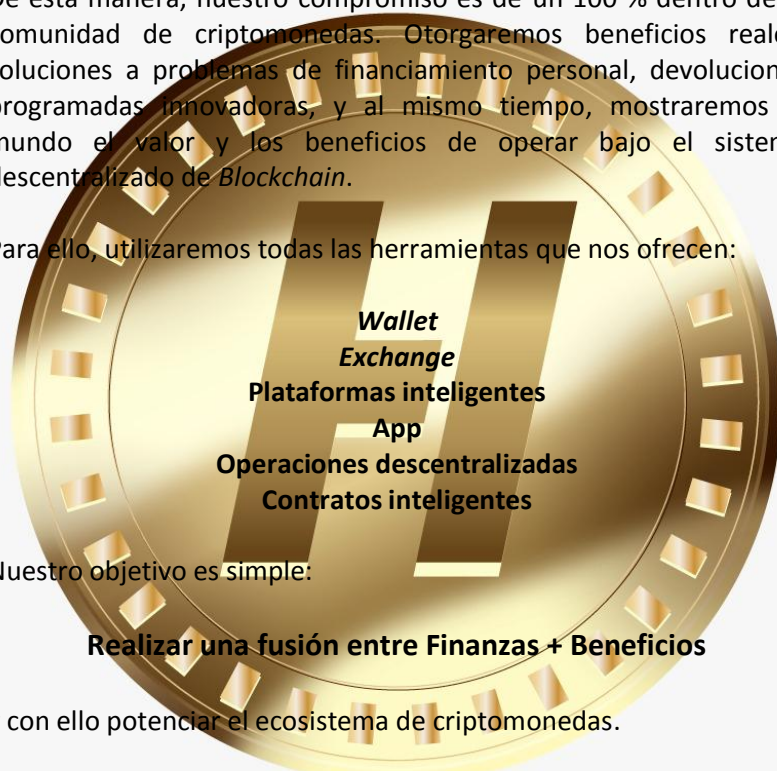 De esta manera, nuestro compromiso es de un 100 % dentro de
comunidad de criptomonedas. Otorgaremos beneficios reale
soluciones a problemas de financiamiento personal, devolucion
programadas innovadoras, y al mismo tiempo, mostraremos
mundo el valor y los beneficios de operar bajo el sistem
descentralizado de Blockchain.
Para ello, utilizaremos todas las herramientas que nos ofrecen:
Wallet
Exchange
Plataformas inteligentes
App
Operaciones descentralizadas
Contratos inteligentes
Nuestro objetivo es simple:
Realizar una fusión entre Finanzas + Beneficios
con ello potenciar el ecosistema de criptomonedas.